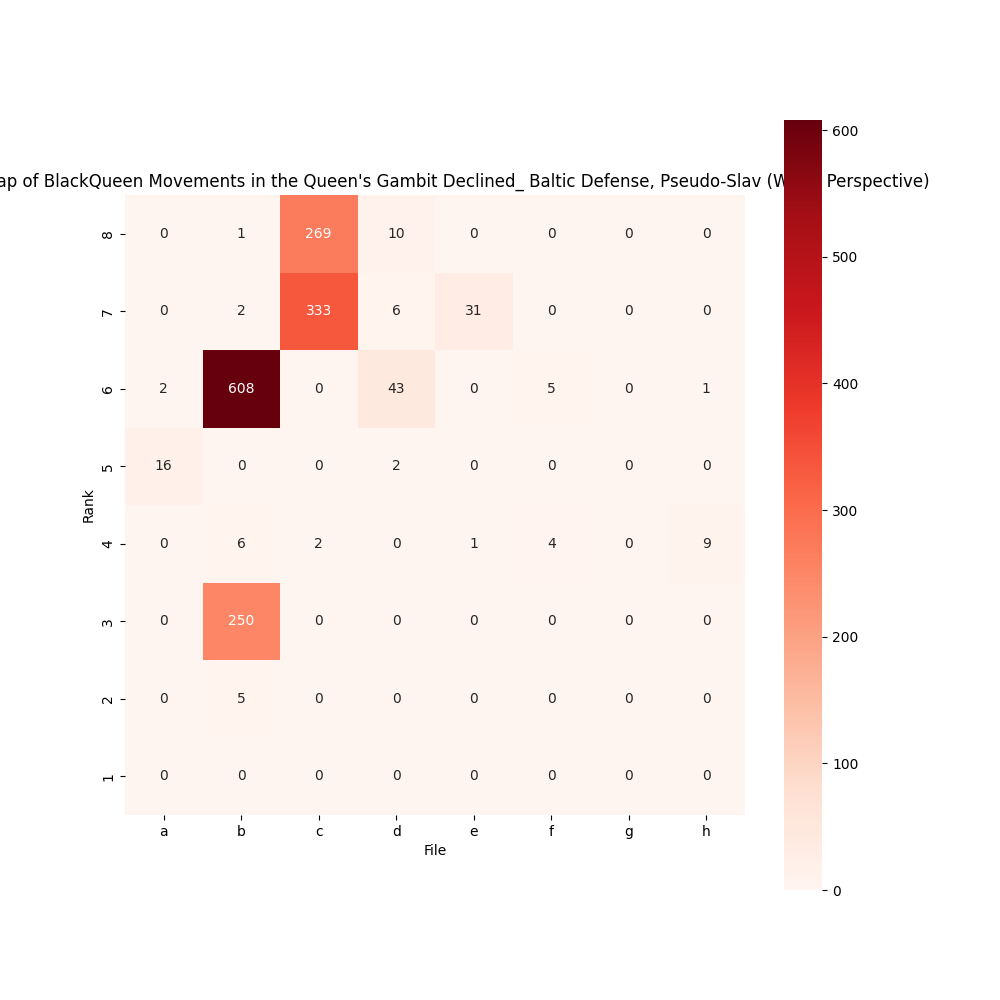 ap of BlackQueen Movements in the Queen's Gambit Declined_ Baltic Defense, Pseudo-Slav (W Perspective)
600
8 0 1 269 10 0 0 0 0
500
7 0 2 333 6 31 0 0 0
6 2 608 0 43 0 5 0 1
400
5 16 0 0 2 0 0 0 0
Rank
300
4 0 6 2 0 1 4 0 9
3 0 250 0 0 0 0 0 0
200
2 0 5 0 0 0 0 0 0
100
1 0 0 0 0 0 0 0 0
a b c d e f g h
File
0